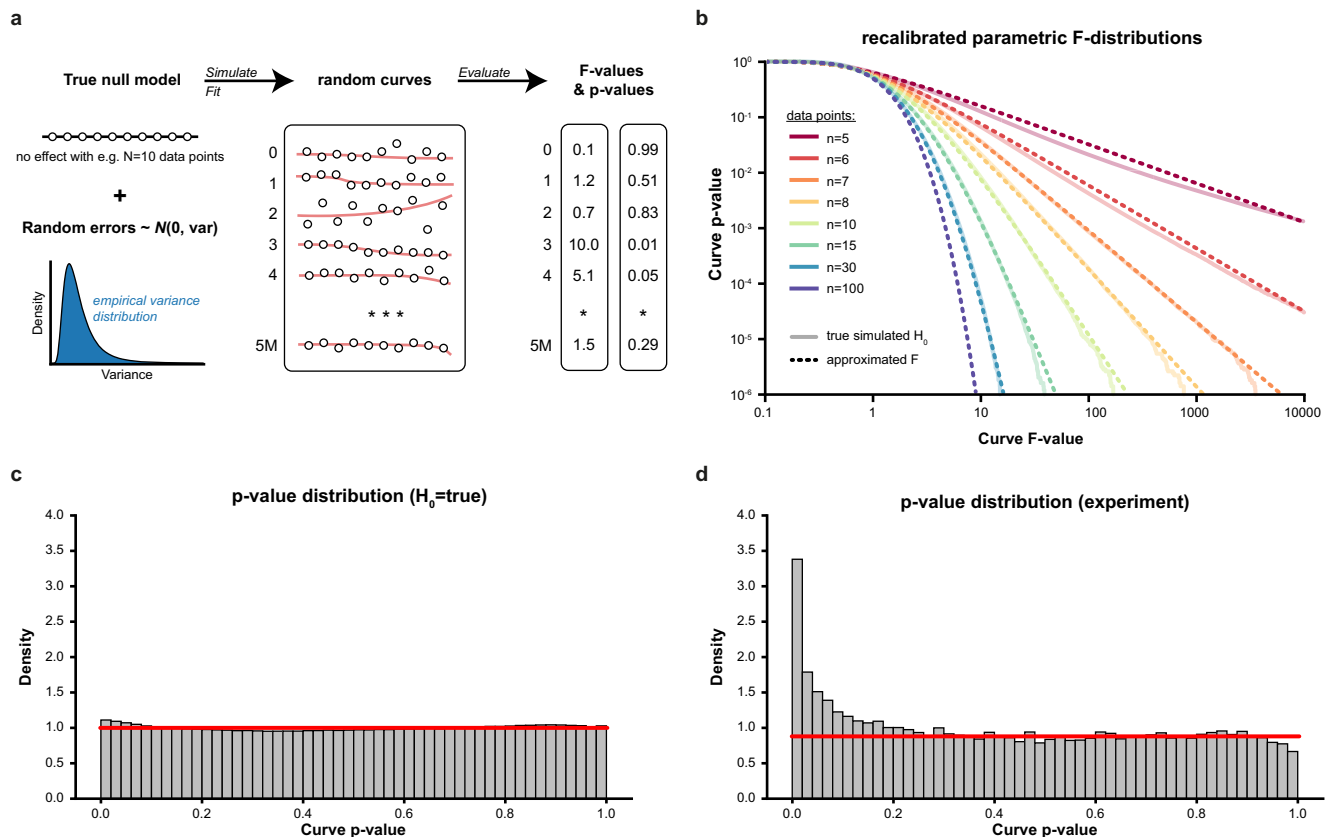 a
True null model
Simulate
Fit
random curves
Evaluate
F-values
& p-values
no effect with e.g. N=10 data points
+
Random errors ~ N(0, var)
Density
empirical variance
distribution
Variance
0
1
2
3
4
* * *
5M
0 0.1 0.99
1 1.2 0.51
2 0.7 0.83
3 10.0 0.01
4 5.1 0.05
* *
5M 1.5 0.29
b
recalibrated parametric F-distributions
Curve p-value
10⁰
10⁻¹
10⁻²
10⁻³
10⁻⁴
10⁻⁵
10⁻⁶
data points:
n=5
n=6
n=7
n=8
n=10
n=15
n=30
n=100
true simulated H₀
approximated F
0.1 1 10 100 1000 10000
Curve F-value
c
p-value distribution (H₀=true)
Density
4.0
3.5
3.0
2.5
2.0
1.5
1.0
0.5
0.0
0.0 0.2 0.4 0.6 0.8 1.0
Curve p-value
d
p-value distribution (experiment)
Density
4.0
3.5
3.0
2.5
2.0
1.5
1.0
0.5
0.0
0.0 0.2 0.4 0.6 0.8 1.0
Curve p-value